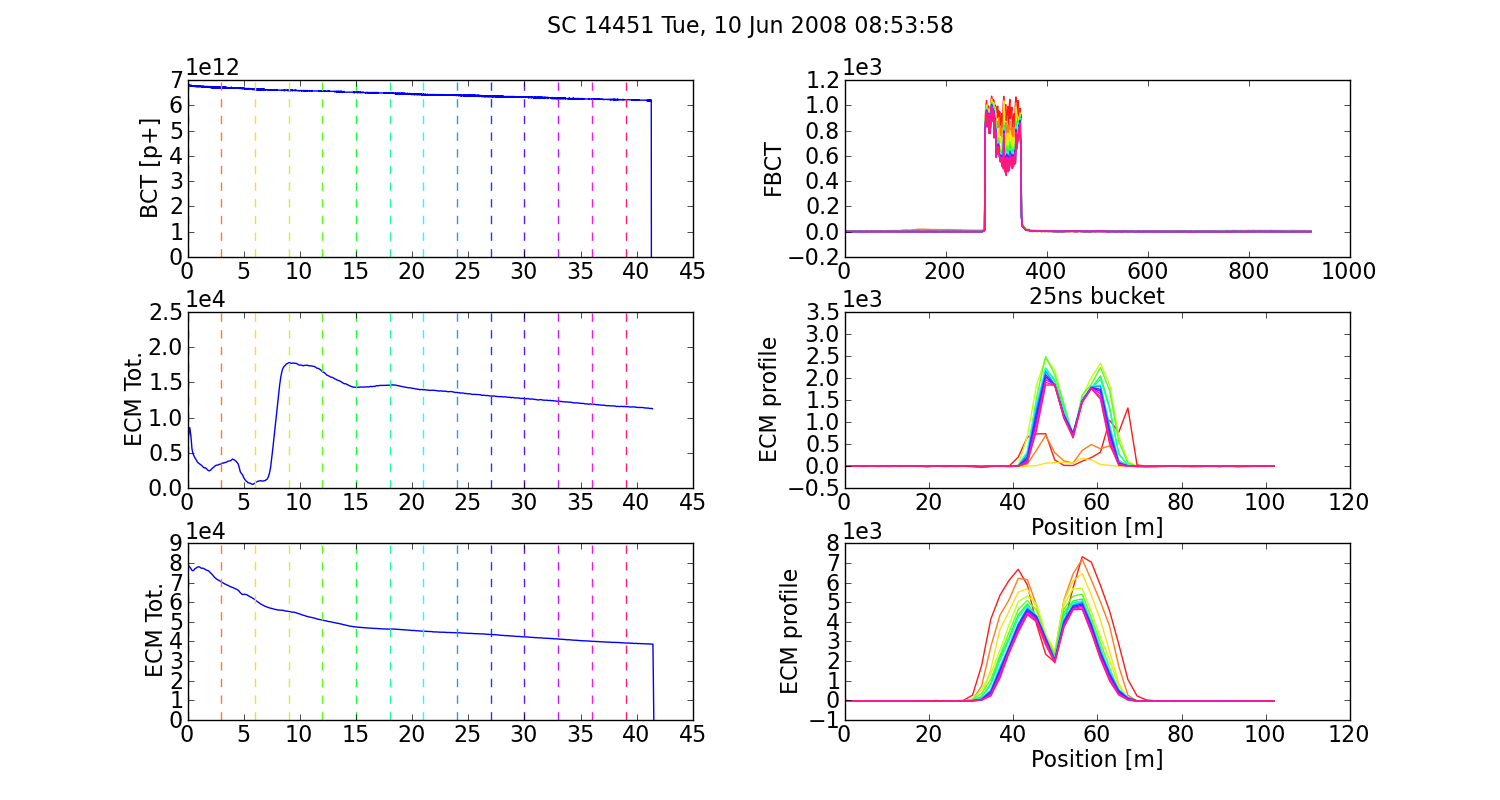 SC 14451 Tue, 10 Jun 2008 08:53:58
1e12
BCT [p+]
7
6
5
4
3
2
1
0
0 5 10 15 20 25 30 35 40 45
1e3
FBCT
1.2
1.0
0.8
0.6
0.4
0.2
0.0
−0.2
0 200 400 600 800 1000
25ns bucket
1e4
ECM Tot.
2.5
2.0
1.5
1.0
0.5
0.0
0 5 10 15 20 25 30 35 40 45
1e3
ECM profile
3.5
3.0
2.5
2.0
1.5
1.0
0.5
0.0
−0.5
0 20 40 60 80 100 120
Position [m]
1e4
ECM Tot.
9
8
7
6
5
4
3
2
1
0
0 5 10 15 20 25 30 35 40 45
1e3
ECM profile
8
7
6
5
4
3
2
1
0
−1
0 20 40 60 80 100 120
Position [m]